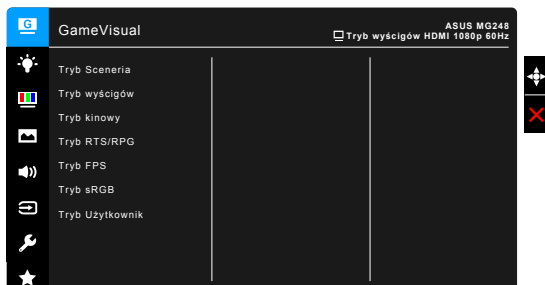 G
GameVisual
ASUS MG248
Tryb wyścigów HDMI 1080p 60Hz
Tryb Sceneria
Tryb wyścigów
Tryb kinowy
Tryb RTS/RPG
Tryb FPS
Tryb sRGB
Tryb Użytkownik